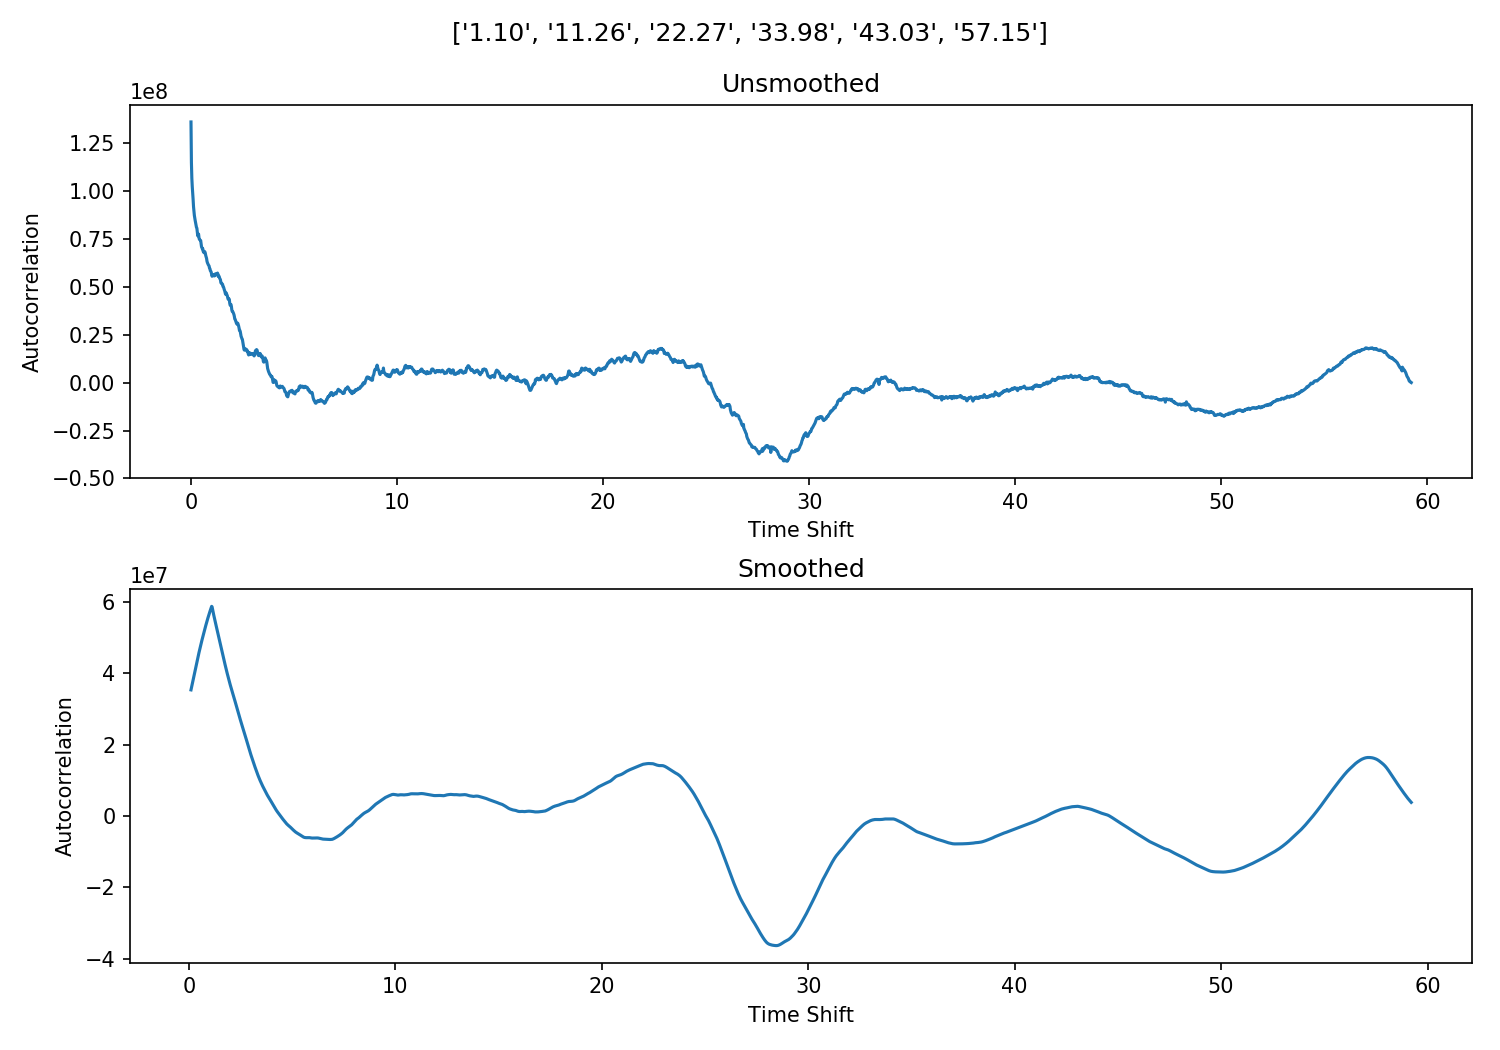 ['1.10', '11.26', '22.27', '33.98', '43.03', '57.15']
Unsmoothed
1e8
1.25
1.00
0.75
0.50
0.25
0.00
−0.25
−0.50
Autocorrelation
0 10 20 30 40 50 60
Time Shift
Smoothed
1e7
6
4
2
0
−2
−4
Autocorrelation
0 10 20 30 40 50 60
Time Shift